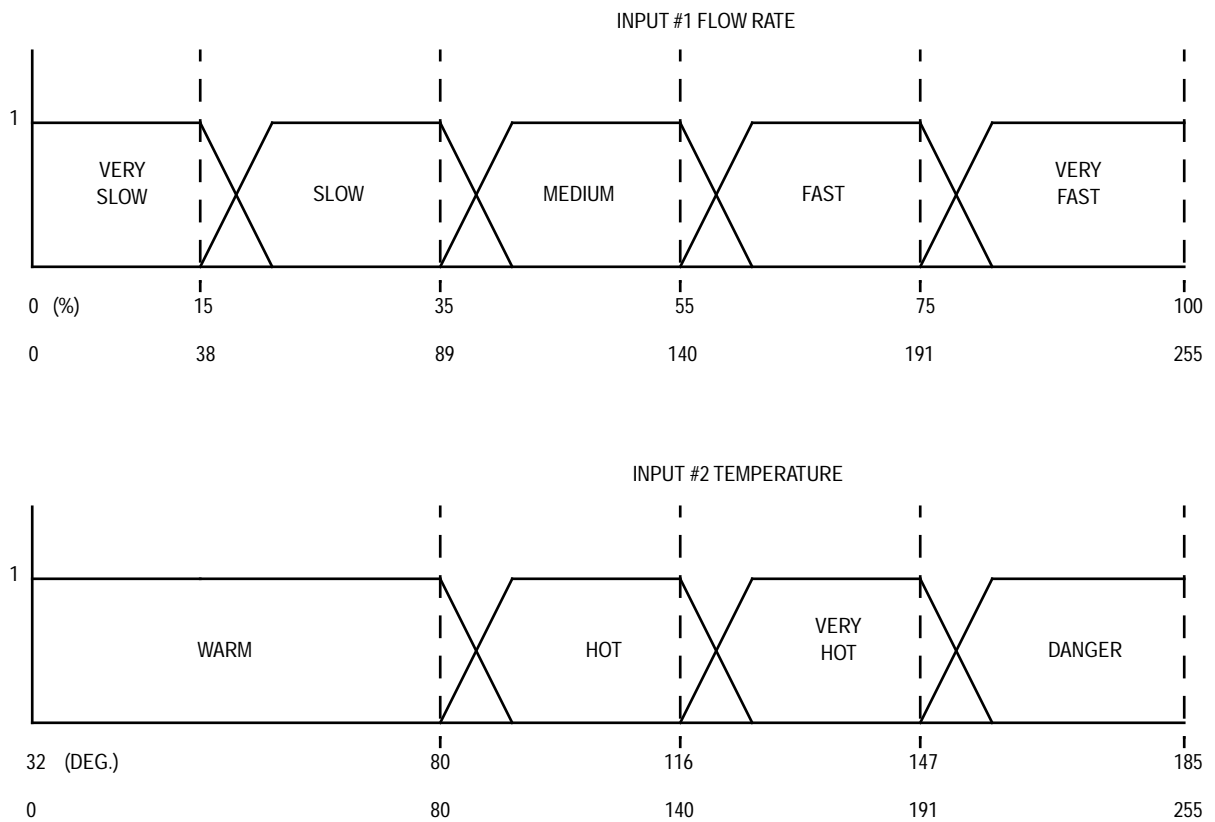 INPUT #1 FLOW RATE
1
VERY
SLOW
SLOW
MEDIUM
FAST
VERY
FAST
0 (%) 15 35 55 75 100
0 38 89 140 191 255
INPUT #2 TEMPERATURE
1
WARM
HOT
VERY
HOT
DANGER
32 (DEG.) 80 116 147 185
0 80 140 191 255